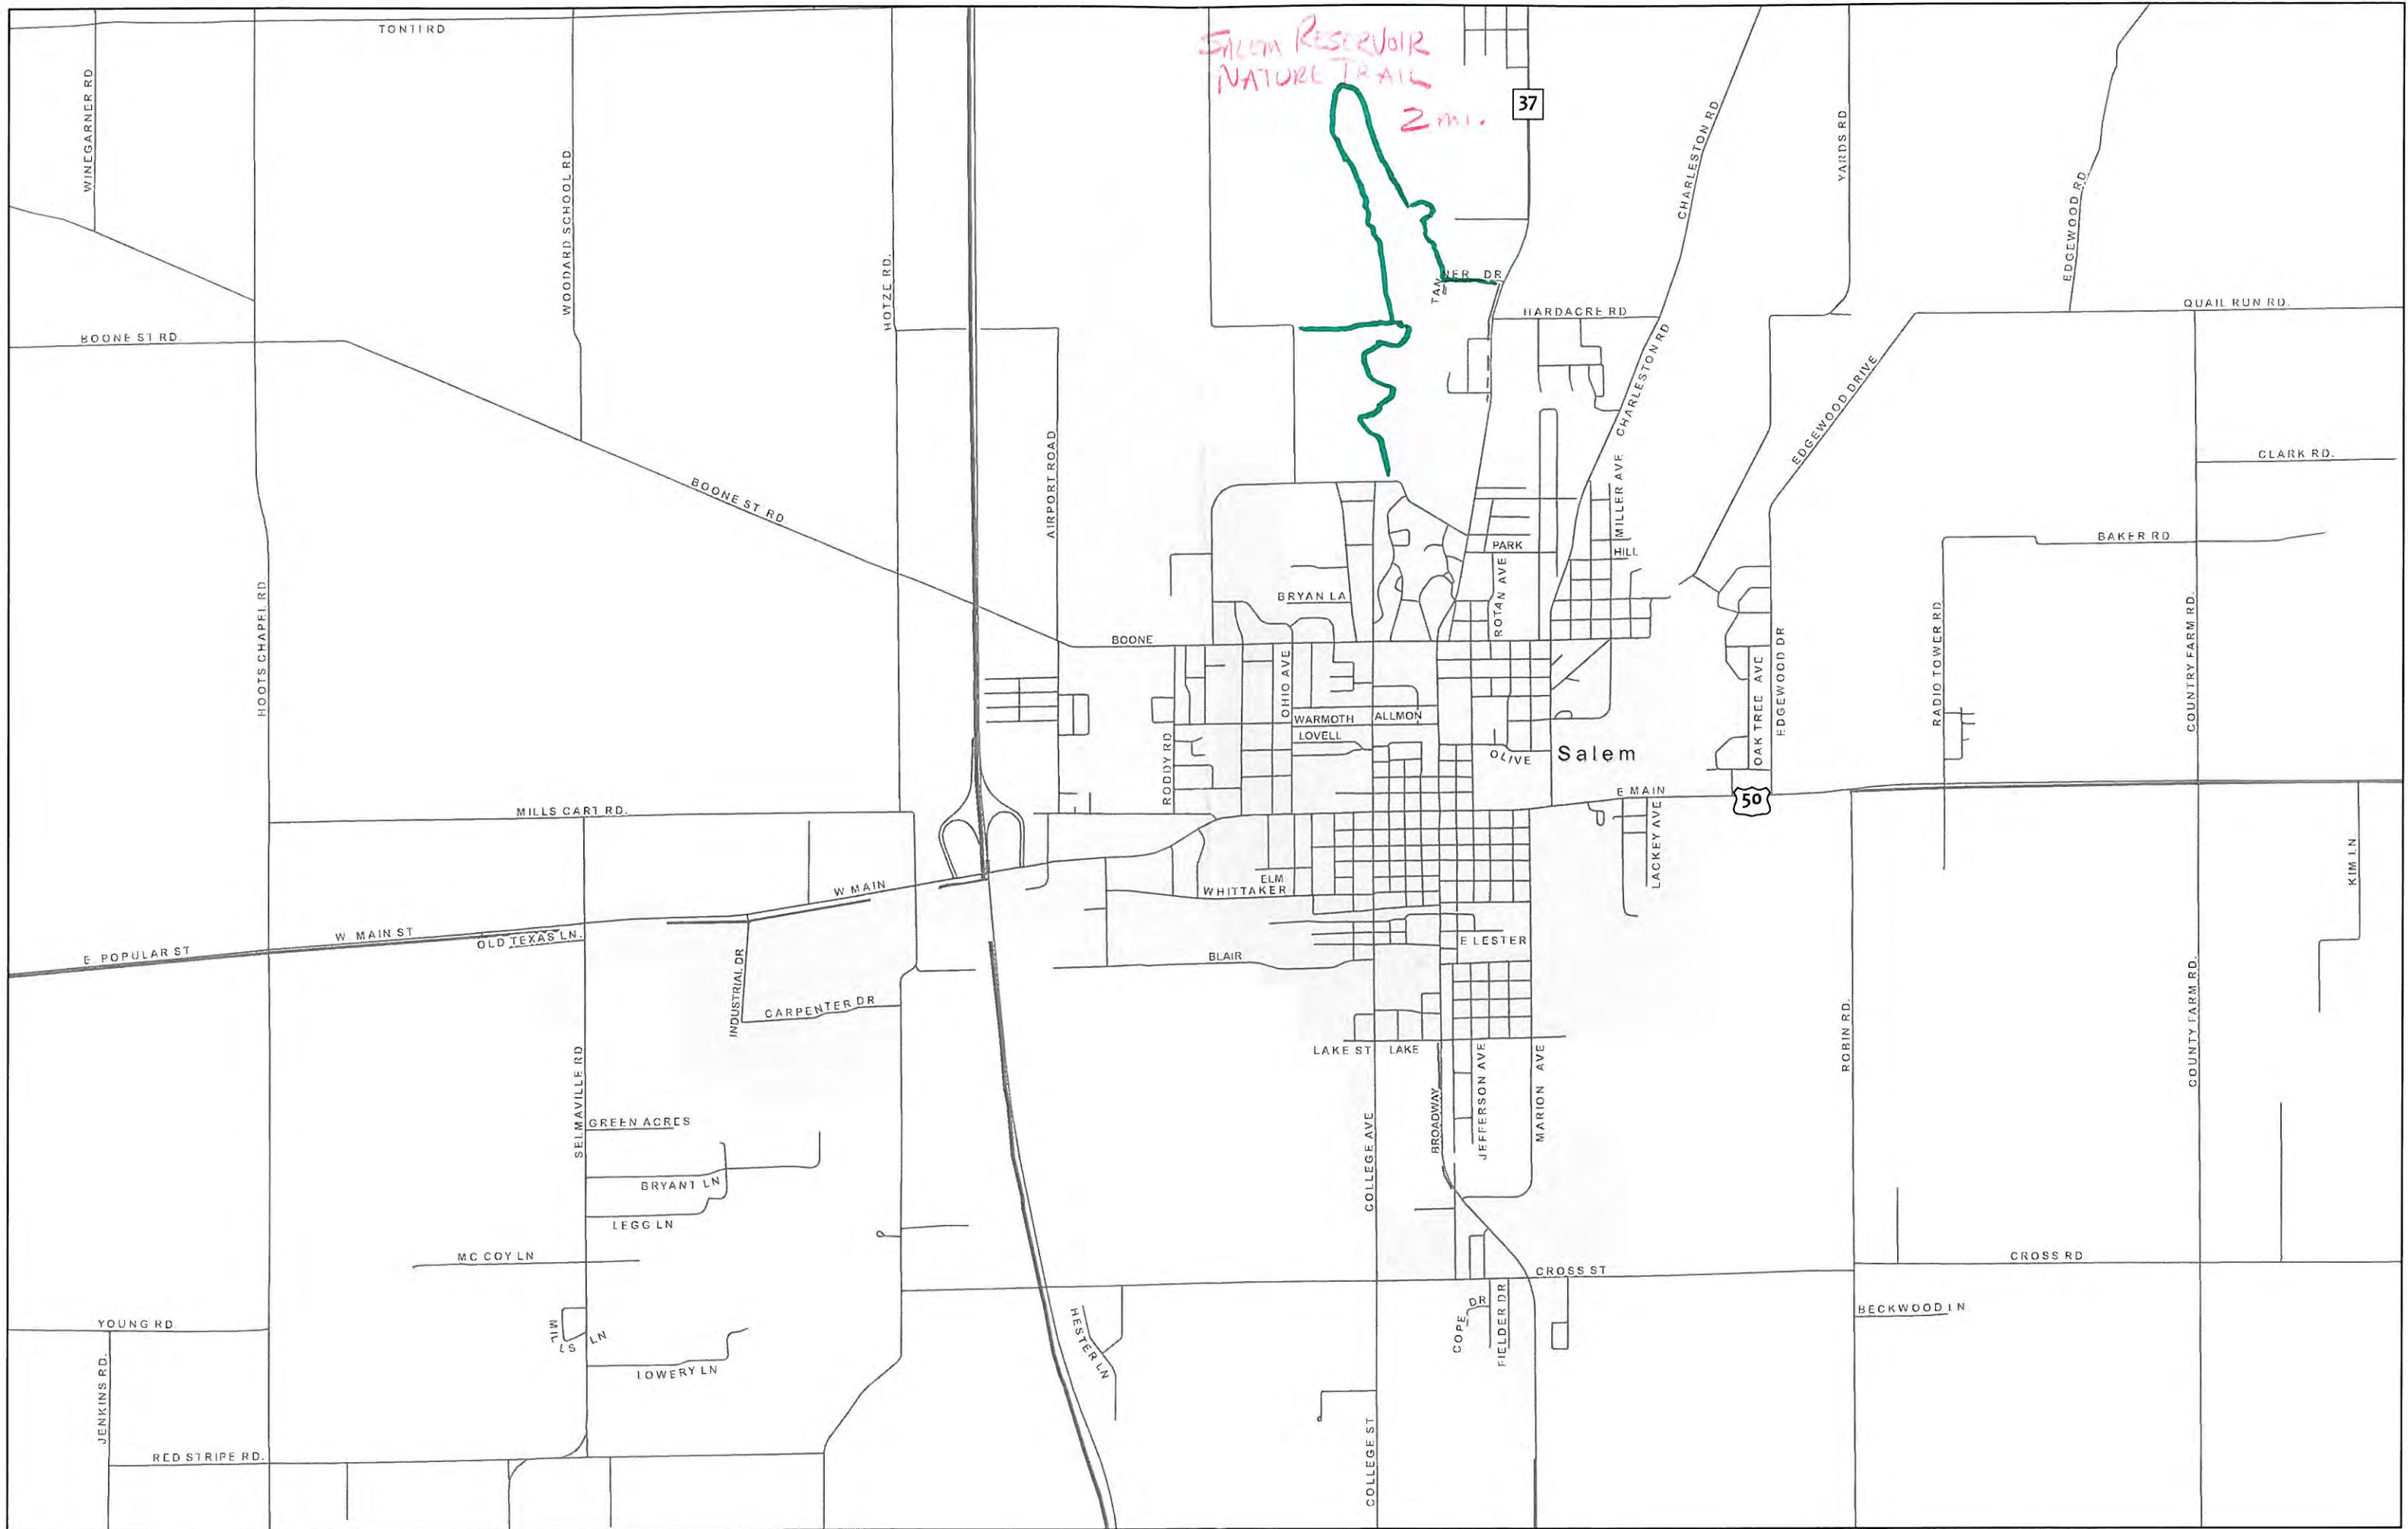 TONTI RD
SALEM RESERVOIR
NATURE TRAIL
2 mi.
37
WINEGARNER RD
WOODARD SCHOOL RD
HOTZE RD.
CHARLESTON RD
YARDS RD
EDGEWOOD RD
TANNER DR
HARDACRE RD
QUAIL RUN RD.
BOONE ST RD
CHARLESTON RD
EDGEWOOD DRIVE
CLARK RD.
BOONE ST RD
AIRPORT ROAD
MILLER AVE
PARK
HILL
BAKER RD
HOOTS CHAPEL RD
BRYAN LA
ROTAN AVE
BOONE
OHIO AVE
OAK TREE AVE
EDGEWOOD DR
RADIO TOWER RD
COUNTRY FARM RD.
WARMOTH
ALLMON
LOVELL
RODDY RD
OLIVE
Salem
E MAIN
50
MILLS CART RD.
LACKEY AVE
KIM LN
W MAIN
ELM
WHITTAKER
W. MAIN ST
OLD TEXAS LN.
E. POPULAR ST
E LESTER
BLAIR
INDUSTRIAL DR
CARPENTER DR
LAKE ST
LAKE
SELMAVILLE RD
BROADWAY
JEFFERSON AVE
MARION AVE
ROBIN RD.
COUNTY FARM RD.
GREEN ACRES
COLLEGE AVE
BRYANT LN
LEGG LN
MC COY LN
CROSS ST
CROSS RD
YOUNG RD
MILLS LN
HESTER LN
COPE DR
FIELDER DR
BECKWOOD LN
JENKINS RD.
LOWERY LN
COLLEGE ST
RED STRIPE RD.